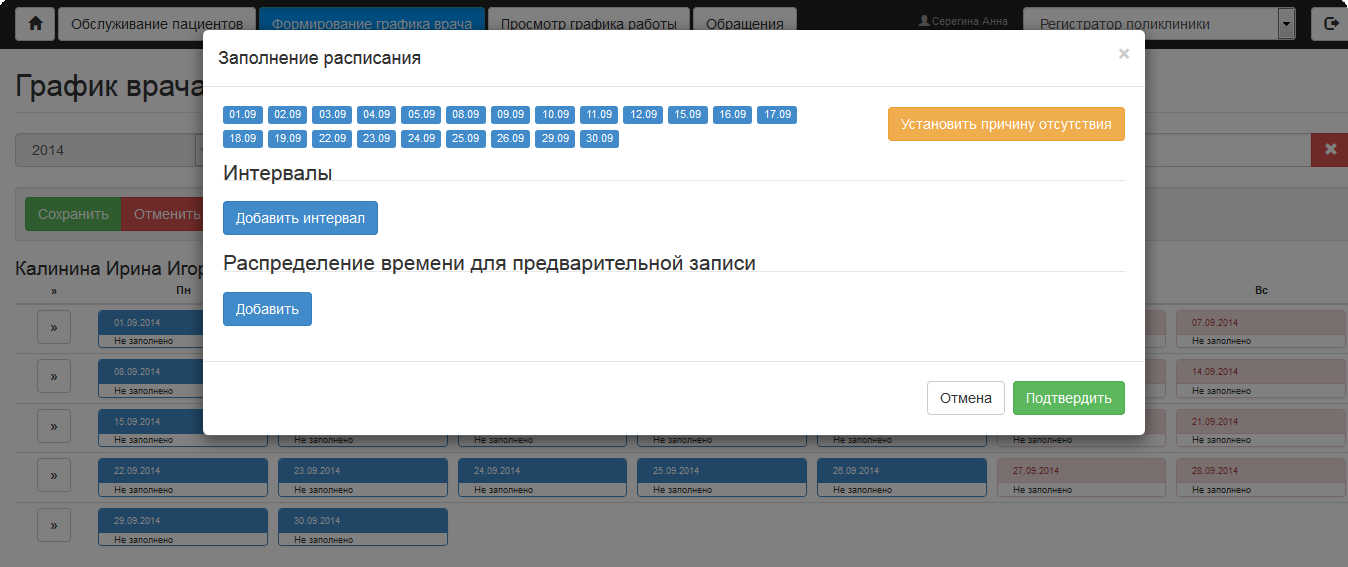 Обслуживание пациентов Формирование графика врача Просмотр графика работы Обращения Серегина Анна Регистратор поликлиники
Заполнение расписания ×
График врача
01.09 02.09 03.09 04.09 05.09 08.09 09.09 10.09 11.09 12.09 15.09 16.09 17.09
Установить причину отсутствия
18.09 19.09 22.09 23.09 24.09 25.09 26.09 29.09 30.09
2014
Интервалы
Добавить интервал
Сохранить Отменить
Распределение времени для предварительной записи
Калинина Ирина Игор
» Пн Вс
Добавить
» 01.09.2014 07.09.2014
Не заполнено Не заполнено
» 08.09.2014 14.09.2014
Не заполнено Не заполнено
Отмена Подтвердить
» 15.09.2014 21.09.2014
Не заполнено Не заполнено Не заполнено Не заполнено Не заполнено Не заполнено Не заполнено
» 22.09.2014 23.09.2014 24.09.2014 25.09.2014 26.09.2014 27.09.2014 28.09.2014
Не заполнено Не заполнено Не заполнено Не заполнено Не заполнено Не заполнено Не заполнено
» 29.09.2014 30.09.2014
Не заполнено Не заполнено